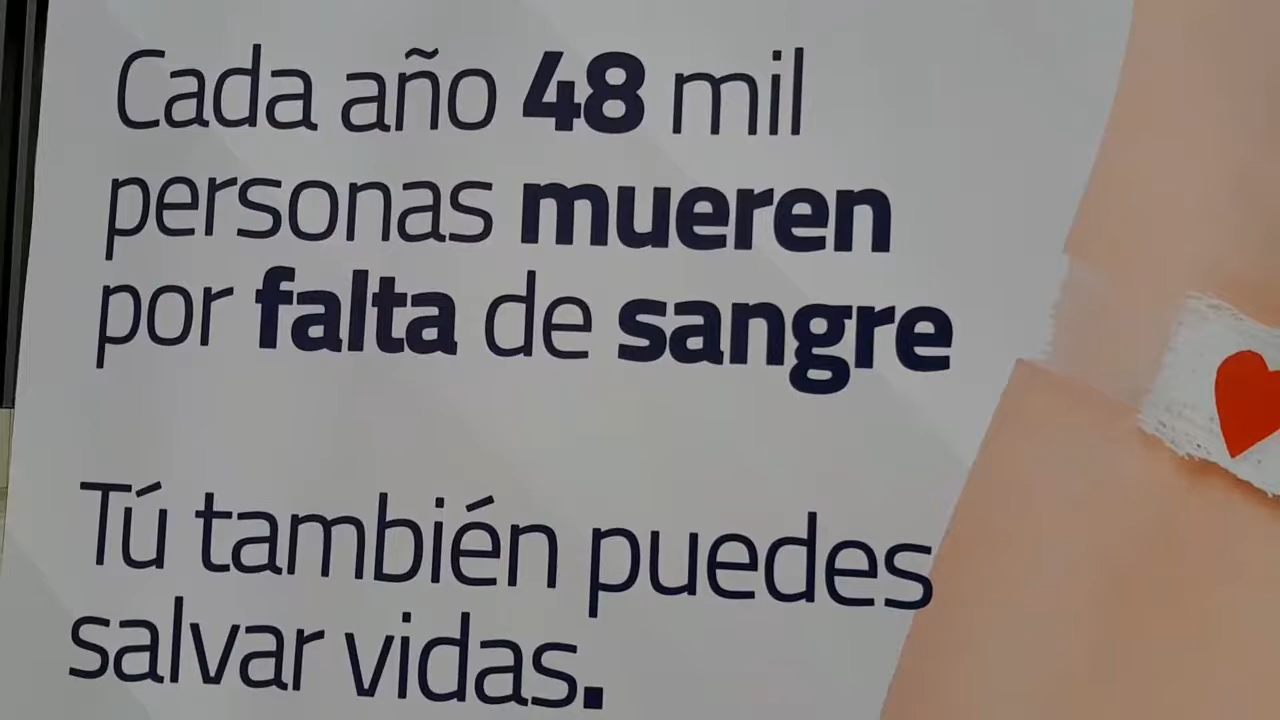 Cada año 48 mil
personas mueren
por falta de sangre
Tú también puedes
salvar vidas.